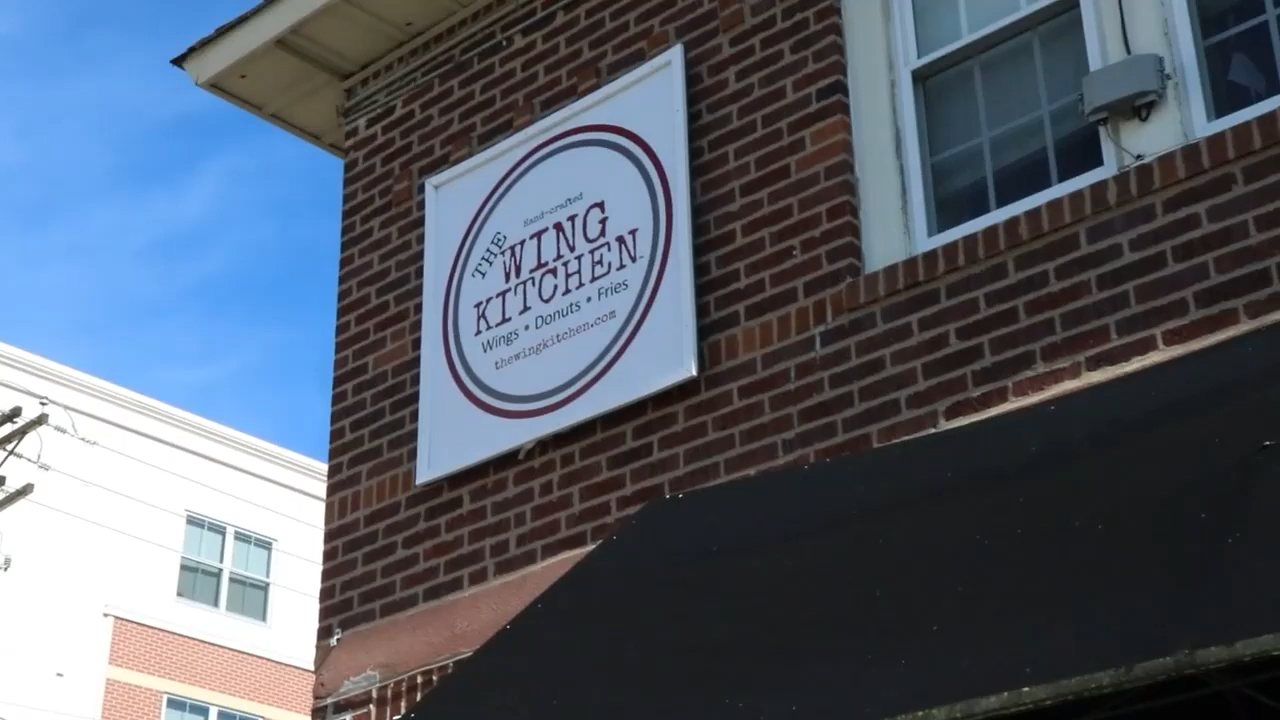 Hand-crafted
THE
WING
KITCHEN
Wings • Donuts • Fries
thewingkitchen.com